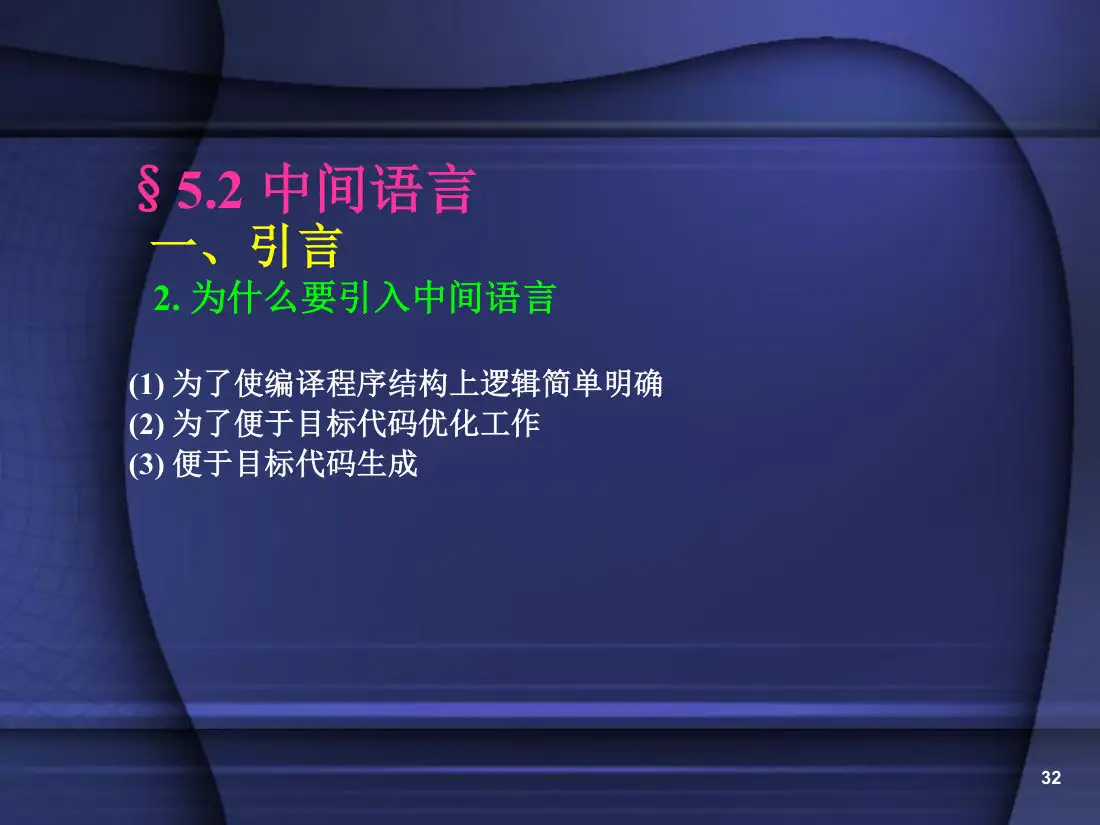 §5.2 中间语言
一、引言
2. 为什么要引入中间语言
(1) 为了使编译程序结构上逻辑简单明确
(2) 为了便于目标代码优化工作
(3) 便于目标代码生成
32